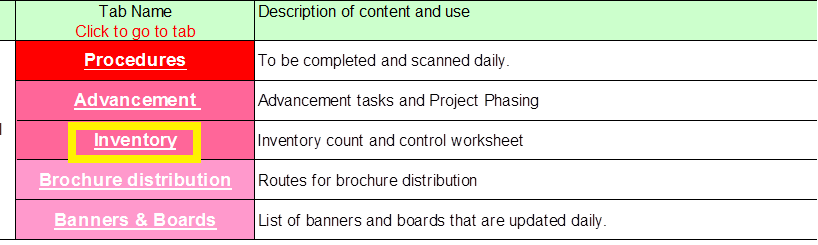 Tab Name Description of content and use
Click to go to tab
Procedures To be completed and scanned daily.
Advancement Advancement tasks and Project Phasing
Inventory Inventory count and control worksheet
Brochure distribution Routes for brochure distribution
Banners & Boards List of banners and boards that are updated daily.